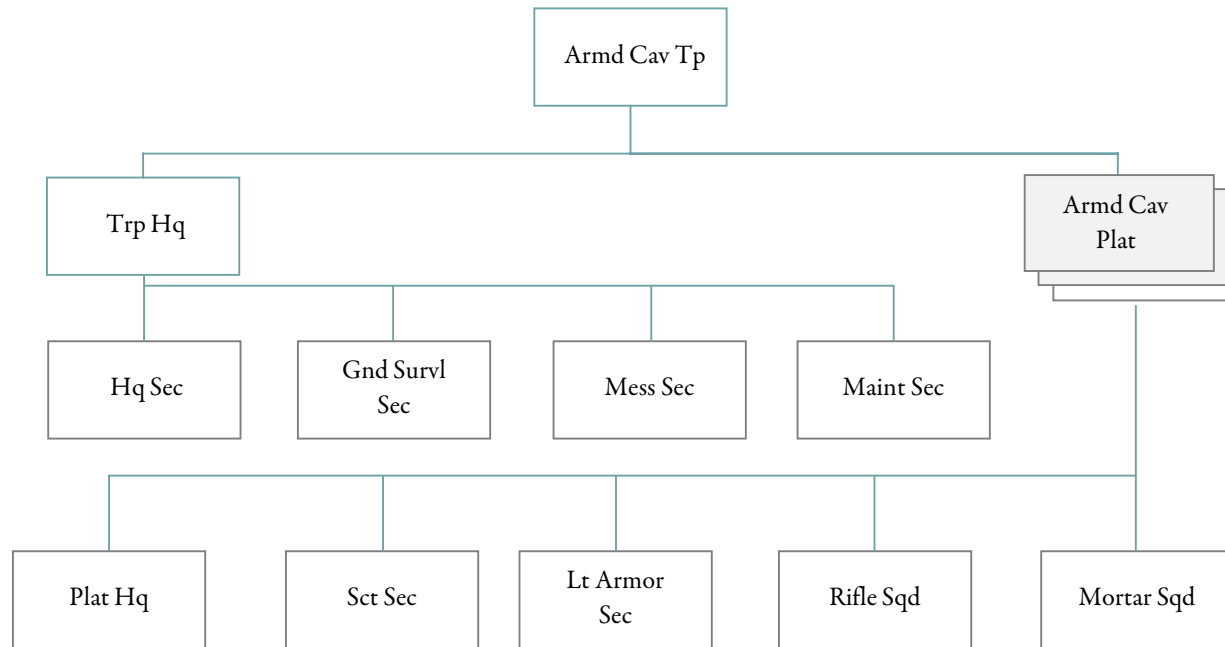 Armd Cav Tp
Trp Hq
Armd Cav
Plat
Hq Sec
Gnd Survl
Sec
Mess Sec
Maint Sec
Plat Hq
Sct Sec
Lt Armor
Sec
Rifle Sqd
Mortar Sqd